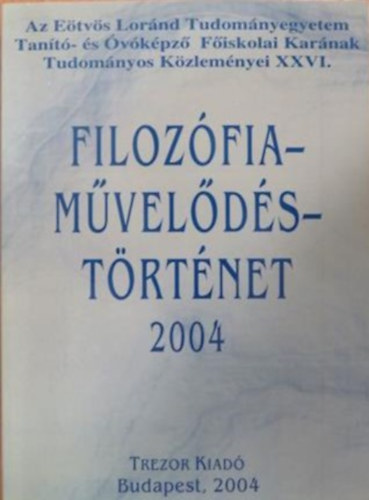 Az Eötvös Loránd Tudományegyetem
Tanító- és Óvóképző Főiskolai Karának
Tudományos Közleményei XXVI.
FILOZÓFIA–
MŰVELŐDÉS–
TÖRTÉNET
2004
TREZOR KIADÓ
Budapest, 2004